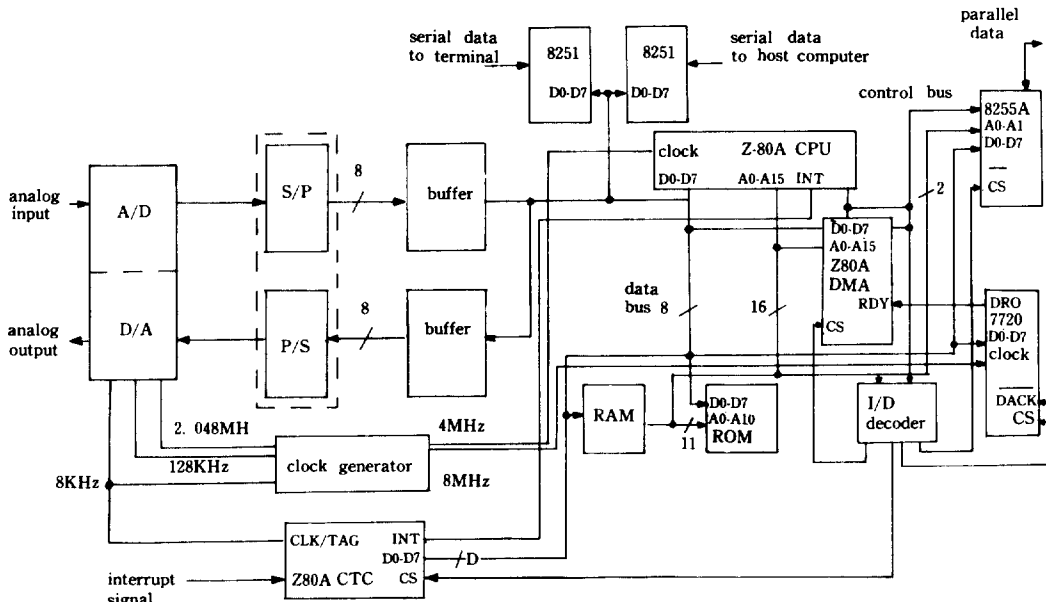 parallel
data
serial data
to terminal
8251
D0-D7
8251
D0-D7
serial data
to host computer
control bus
8255A
A0-A1
D0-D7
CS
2
clock Z-80A CPU
D0-D7 A0-A15 INT
analog
input
A/D
S/P
8
buffer
D0-D7
A0-A15
Z80A
DMA
RDY
CS
data
bus 8
16
analog
output
D/A
P/S
8
buffer
DRO
7720
D0-D7
clock
DACK
CS
RAM
D0-D7
A0-A10
ROM
11
I/D
decoder
2. 048MH
128KHz
8KHz
clock generator
4MHz
8MHz
CLK/TAG INT
D0-D7
Z80A CTC CS
D
interrupt
signal